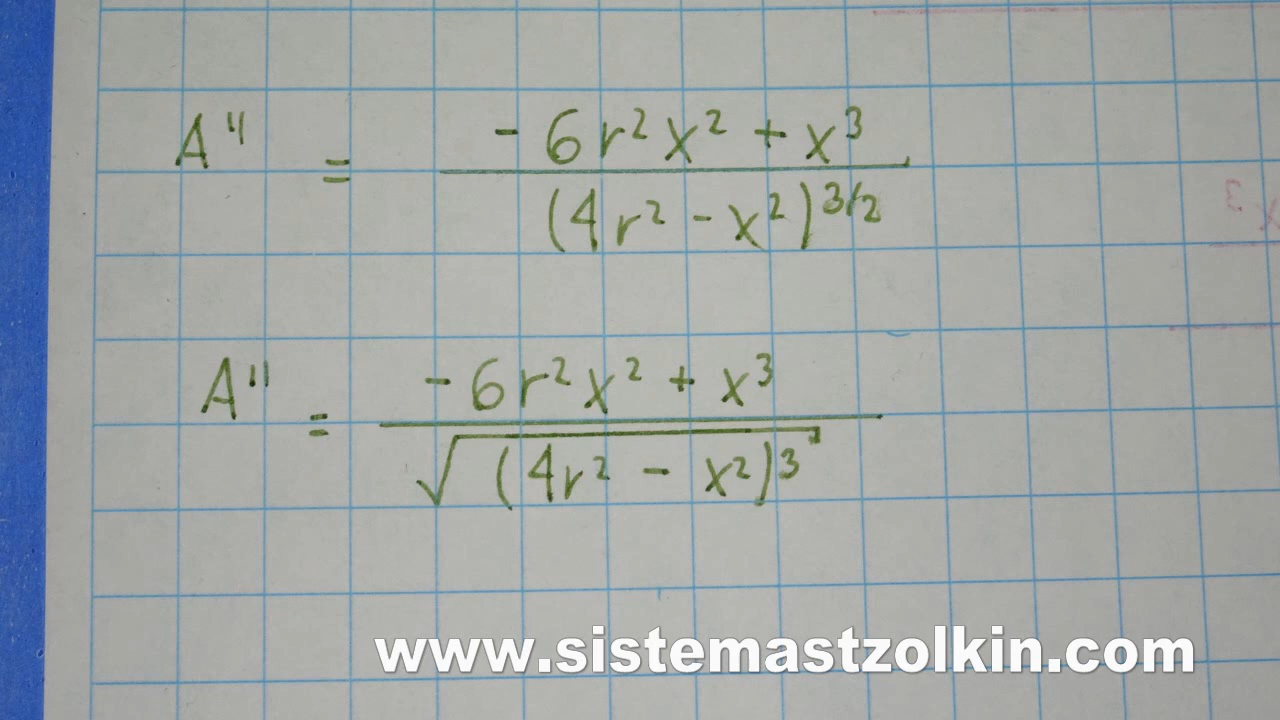 A'' = -6r²x² + x³ / (4r² - x²)^3/2
A'' = -6r²x² + x³ / √(4r² - x²)³
www.sistemastzolkin.com